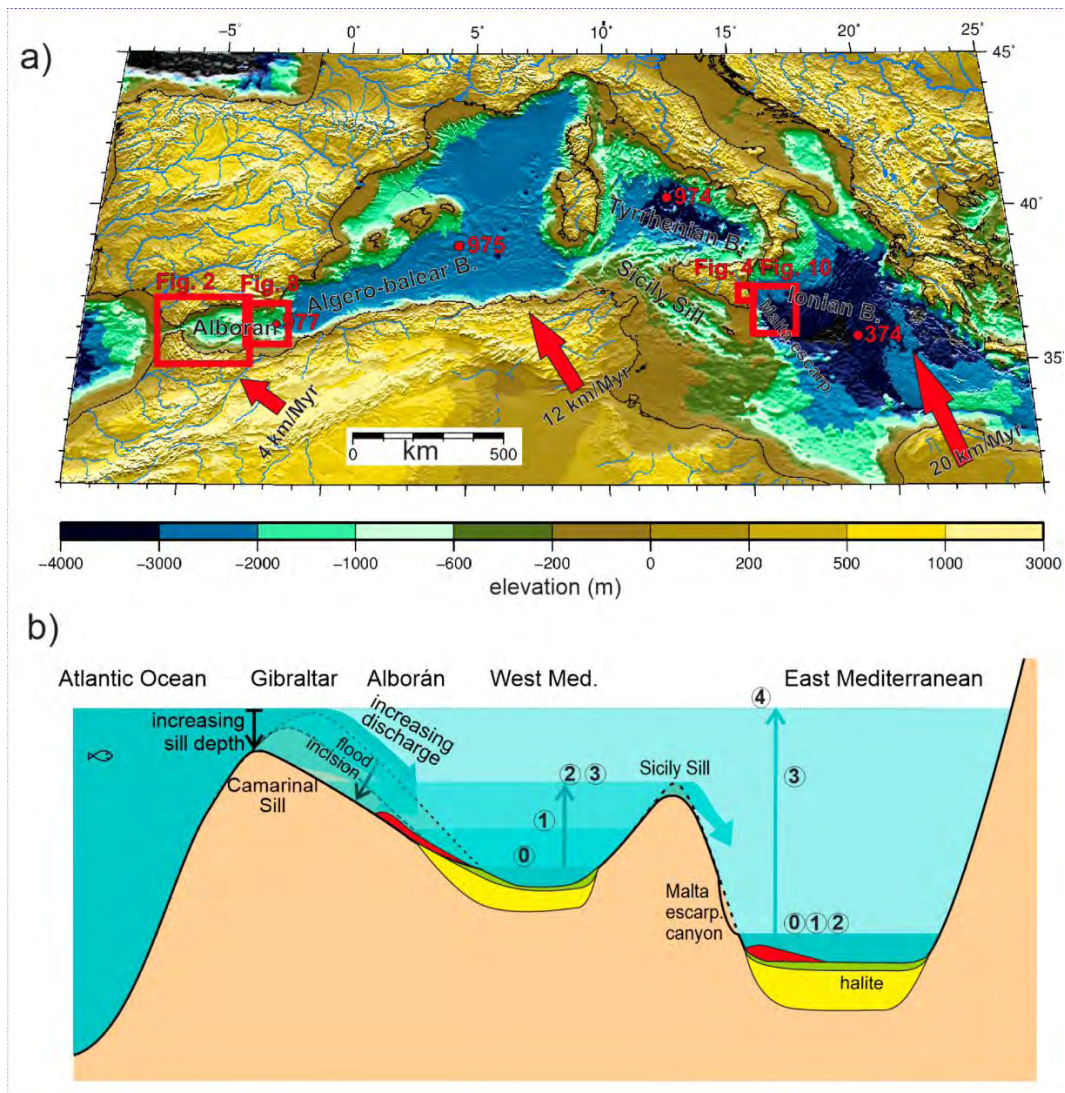 a)
−5° 0° 5° 10° 15° 20° 25°
45°
40°
35°
974
Tyrrhenian B.
975
Fig. 2 Fig. 8
Algero-balear B.
Sicily Sill
Fig. 4 Fig. 10
Ionian B.
Alboran
977
Malta escarp.
374
4 km/Myr
12 km/Myr
20 km/Myr
km
0 500
−4000 −3000 −2000 −1000 −600 −200 0 200 500 1000 3000
elevation (m)
b)
Atlantic Ocean Gibraltar Alborán West Med. East Mediterranean
4
increasing
sill depth
increasing
discharge
flood
incision
2 3
Sicily Sill
3
Camarinal
Sill
1
0
Malta
escarp.
canyon
0 1 2
halite